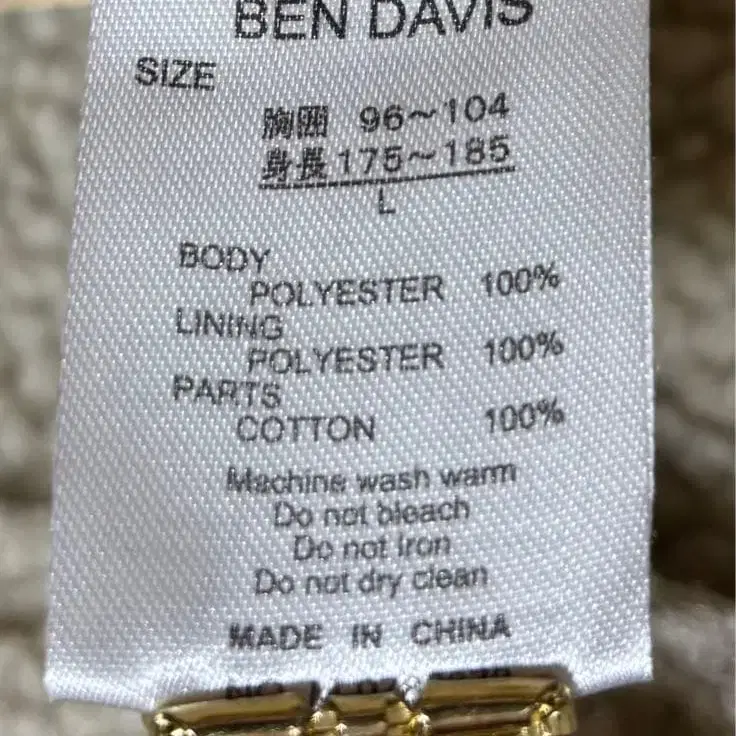 BEN DAVIS
SIZE
胸囲 96～104
身長 175～185
L
BODY
POLYESTER 100%
LINING
POLYESTER 100%
PARTS
COTTON 100%
Machine wash warm
Do not bleach
Do not Iron
Do not dry clean
MADE IN CHINA